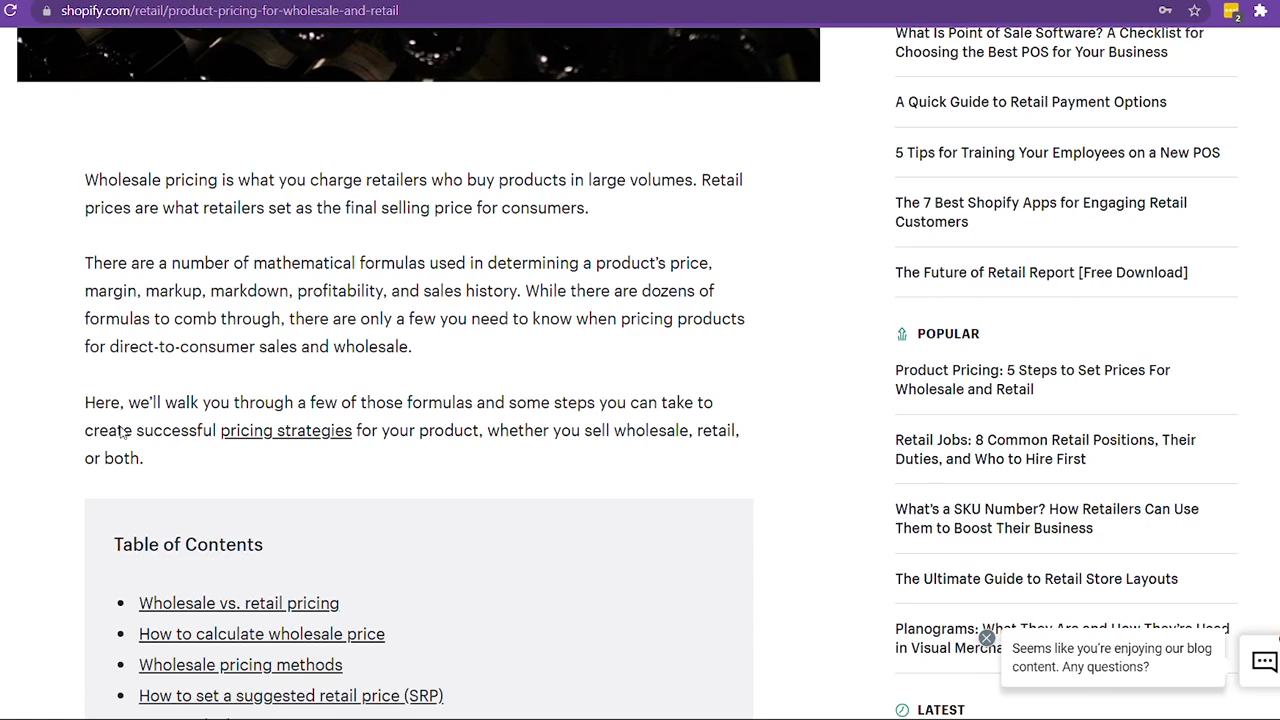 shopify.com/retail/product-pricing-for-wholesale-and-retail
2
Wholesale pricing is what you charge retailers who buy products in large volumes. Retail
prices are what retailers set as the final selling price for consumers.
There are a number of mathematical formulas used in determining a product’s price,
margin, markup, markdown, profitability, and sales history. While there are dozens of
formulas to comb through, there are only a few you need to know when pricing products
for direct-to-consumer sales and wholesale.
Here, we’ll walk you through a few of those formulas and some steps you can take to
create successful pricing strategies for your product, whether you sell wholesale, retail,
or both.
Table of Contents
Wholesale vs. retail pricing
How to calculate wholesale price
Wholesale pricing methods
How to set a suggested retail price (SRP)
What Is Point of Sale Software? A Checklist for
Choosing the Best POS for Your Business
A Quick Guide to Retail Payment Options
5 Tips for Training Your Employees on a New POS
The 7 Best Shopify Apps for Engaging Retail
Customers
The Future of Retail Report [Free Download]
POPULAR
Product Pricing: 5 Steps to Set Prices For
Wholesale and Retail
Retail Jobs: 8 Common Retail Positions, Their
Duties, and Who to Hire First
What’s a SKU Number? How Retailers Can Use
Them to Boost Their Business
The Ultimate Guide to Retail Store Layouts
Planograms: What They Are and How They’re Used
in Visual
Seems like you’re enjoying our blog
content. Any questions?
LATEST